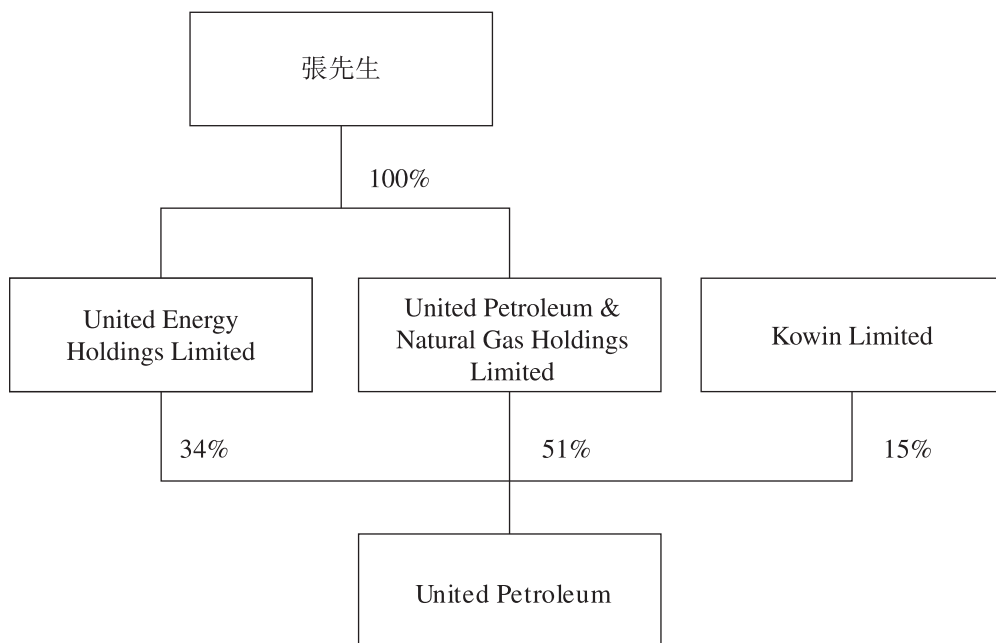 張先生
100%
United Energy
Holdings Limited
United Petroleum &
Natural Gas Holdings
Limited
Kowin Limited
34%
51%
15%
United Petroleum